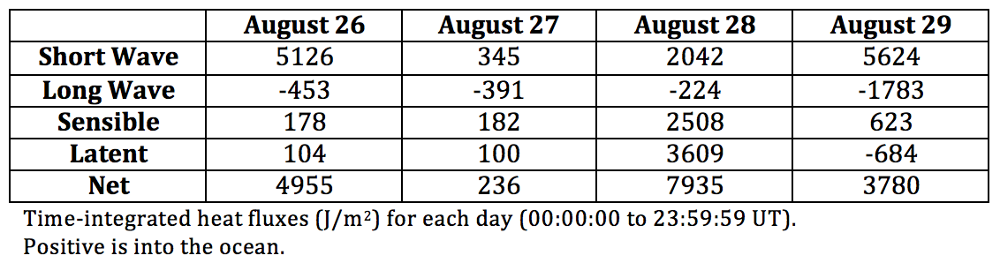 August 26 August 27 August 28 August 29
Short Wave 5126 345 2042 5624
Long Wave -453 -391 -224 -1783
Sensible 178 182 2508 623
Latent 104 100 3609 -684
Net 4955 236 7935 3780
Time-integrated heat fluxes (J/m²) for each day (00:00:00 to 23:59:59 UT).
Positive is into the ocean.